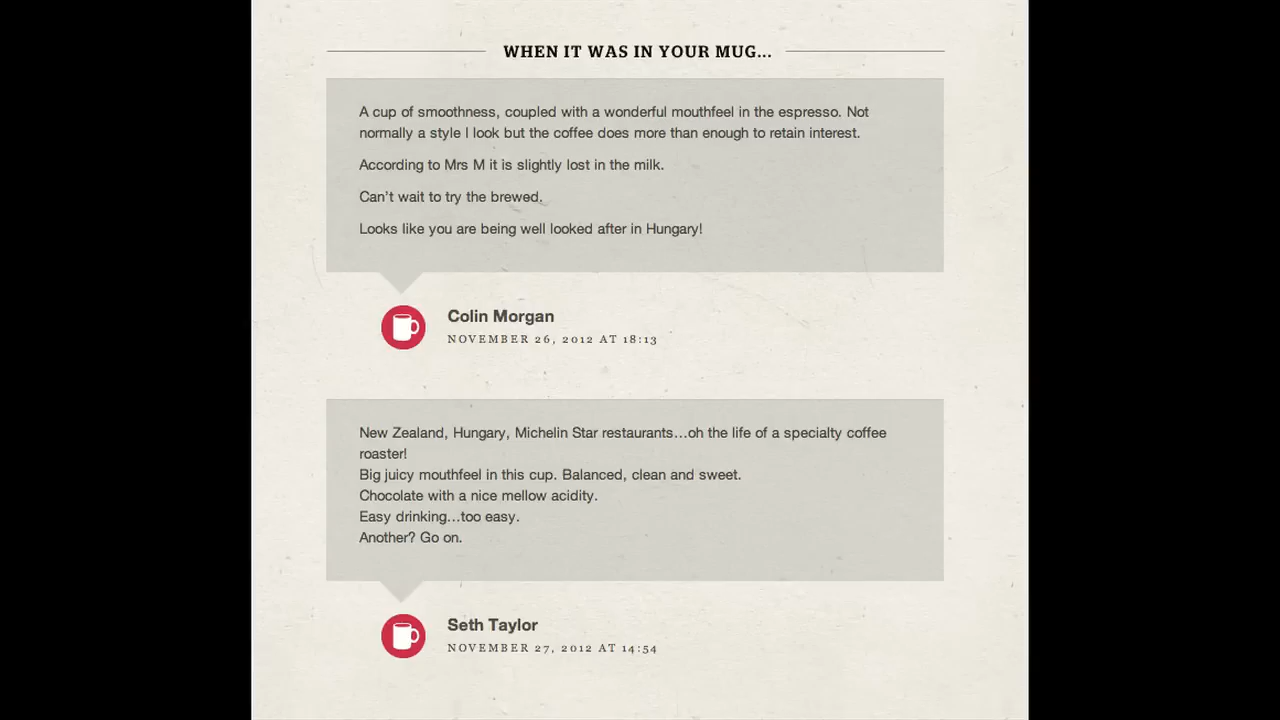 WHEN IT WAS IN YOUR MUG...
A cup of smoothness, coupled with a wonderful mouthfeel in the espresso. Not
normally a style I look but the coffee does more than enough to retain interest.
According to Mrs M it is slightly lost in the milk.
Can’t wait to try the brewed.
Looks like you are being well looked after in Hungary!
Colin Morgan
NOVEMBER 26, 2012 AT 18:13
New Zealand, Hungary, Michelin Star restaurants…oh the life of a specialty coffee
roaster!
Big juicy mouthfeel in this cup. Balanced, clean and sweet.
Chocolate with a nice mellow acidity.
Easy drinking…too easy.
Another? Go on.
Seth Taylor
NOVEMBER 27, 2012 AT 14:54